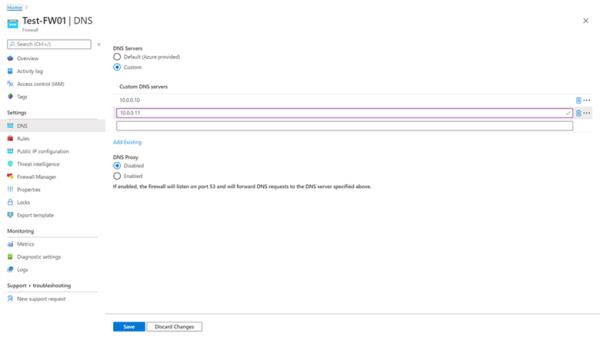 Home >
Test-FW01 | DNS
Firewall
Search (Ctrl+/)
Overview
Activity log
Access control (IAM)
Tags
Settings
DNS
Rules
Public IP configuration
Threat intelligence
Firewall Manager
Properties
Locks
Export template
Monitoring
Metrics
Diagnostic settings
Logs
Support + troubleshooting
New support request
DNS Servers
Default (Azure provided)
Custom
Custom DNS servers
10.0.0.10
10.0.0.11
Add Existing
DNS Proxy
Disabled
Enabled
If enabled, the firewall will listen on port 53 and will forward DNS requests to the DNS server specified above.
Save
Discard Changes